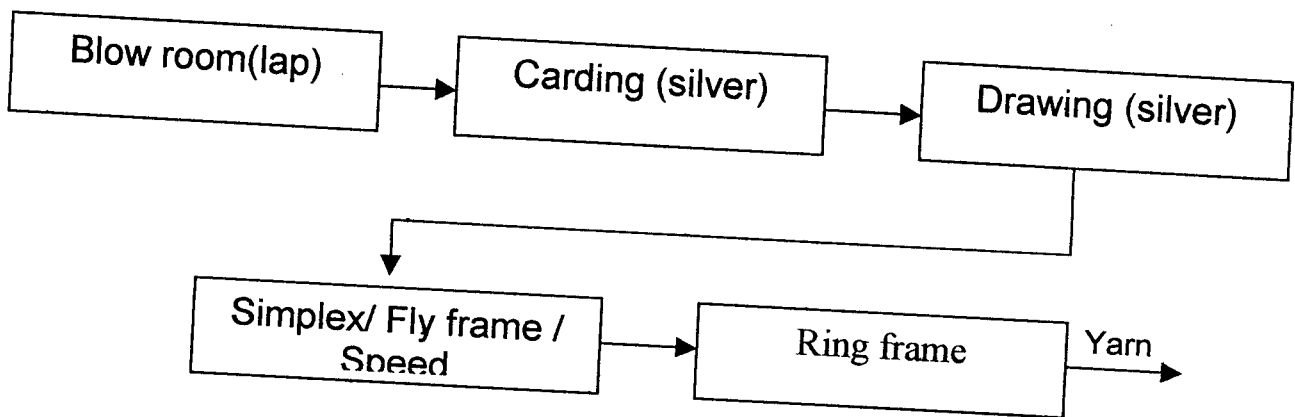 Blow room(lap)
Carding (silver)
Drawing (silver)
Simplex/ Fly frame /
Speed
Ring frame
Yarn